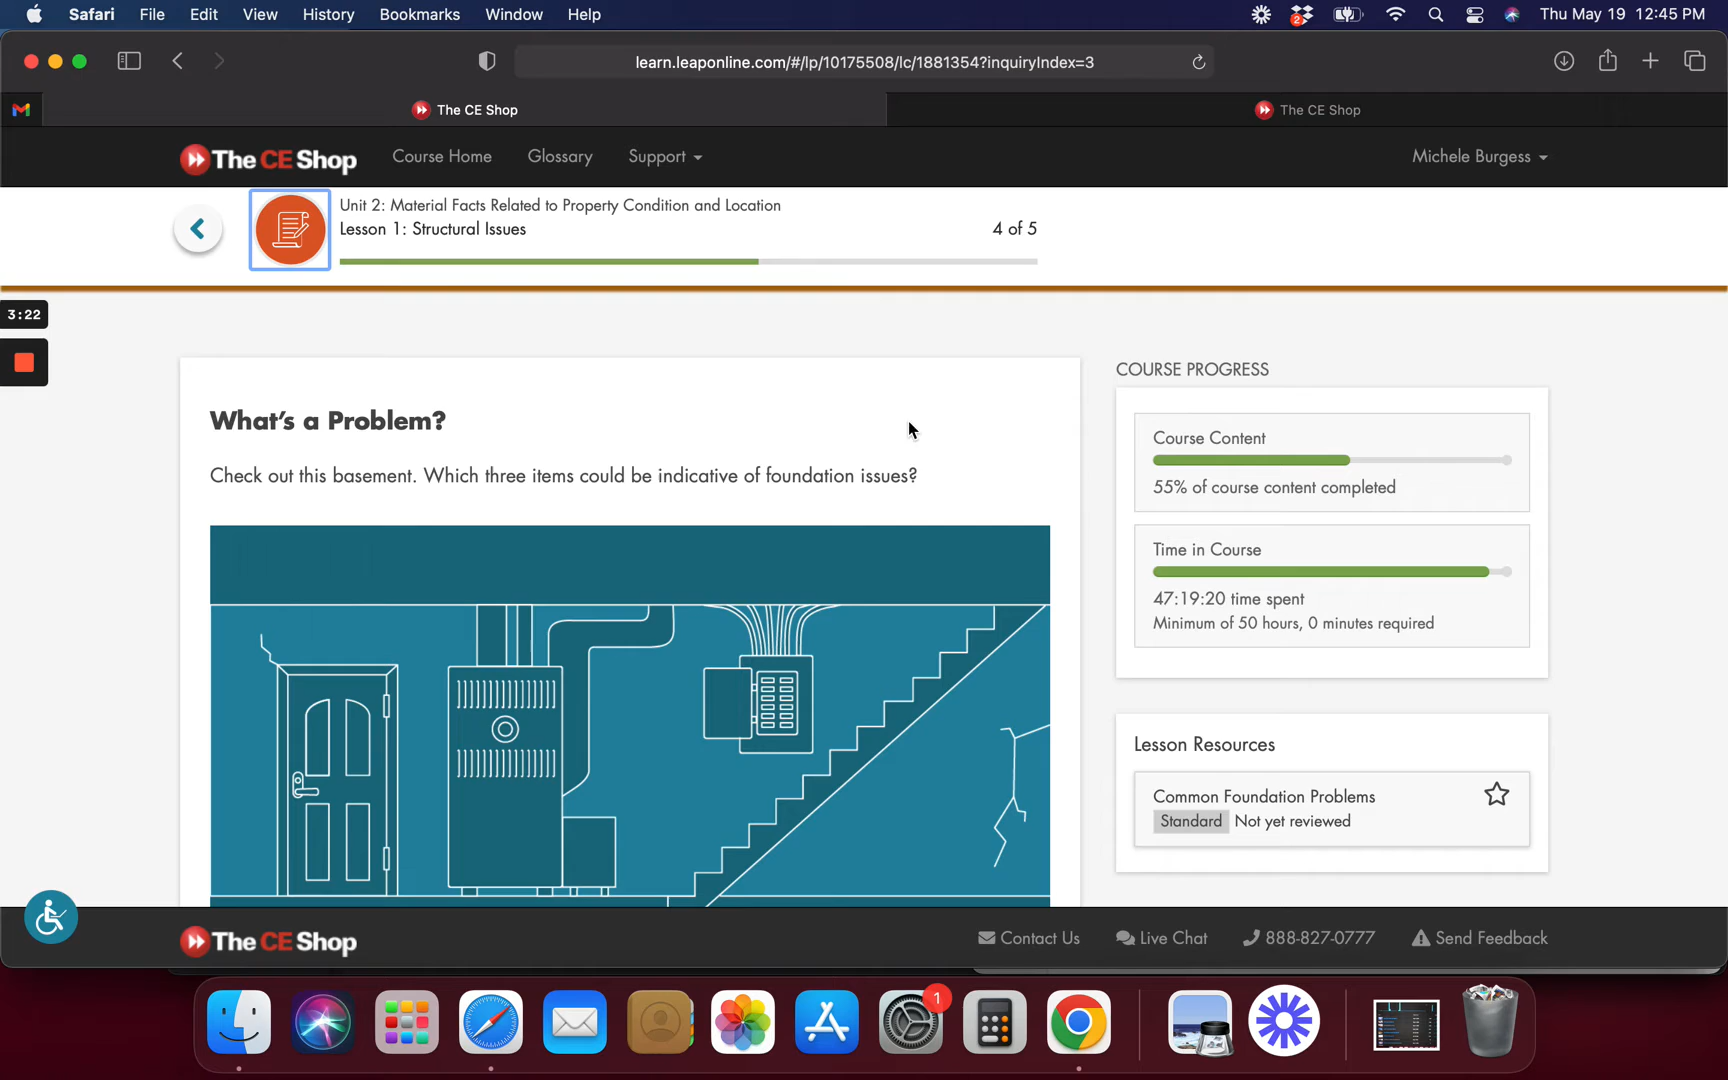 Safari File Edit View History Bookmarks Window Help
2
Thu May 19 12:45 PM
learn.leaponline.com/#/lp/10175508/lc/1881354?inquiryIndex=3
The CE Shop
The CE Shop
The CE Shop
Course Home
Glossary
Support
Michele Burgess
Unit 2: Material Facts Related to Property Condition and Location
Lesson 1: Structural Issues
4 of 5
3:22
What's a Problem?
Check out this basement. Which three items could be indicative of foundation issues?
COURSE PROGRESS
Course Content
55% of course content completed
Time in Course
47:19:20 time spent
Minimum of 50 hours, 0 minutes required
Lesson Resources
Common Foundation Problems
Standard Not yet reviewed
The CE Shop
Contact Us
Live Chat
888-827-0777
Send Feedback
1